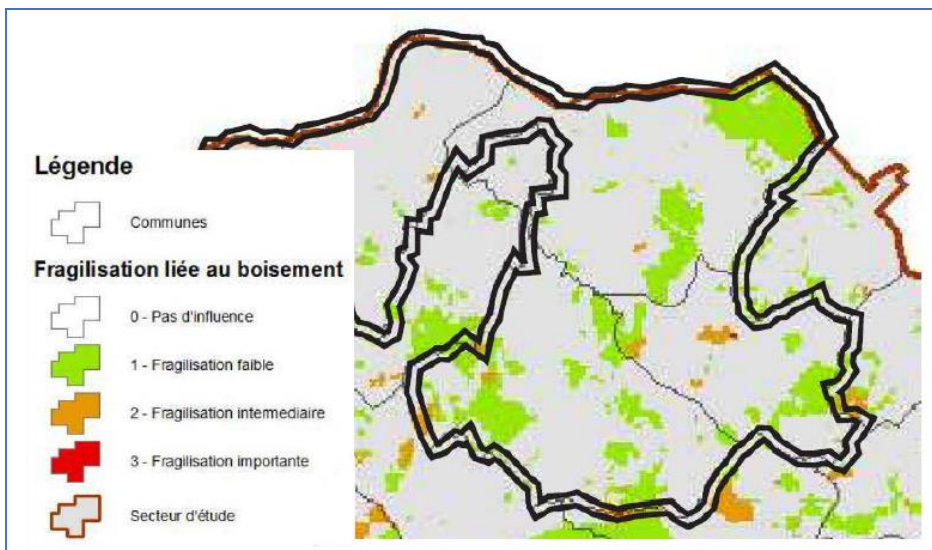 Légende
Communes
Fragilisation liée au boisement
0 - Pas d'influence
1 - Fragilisation faible
2 - Fragilisation intermediaire
3 - Fragilisation importante
Secteur d'étude